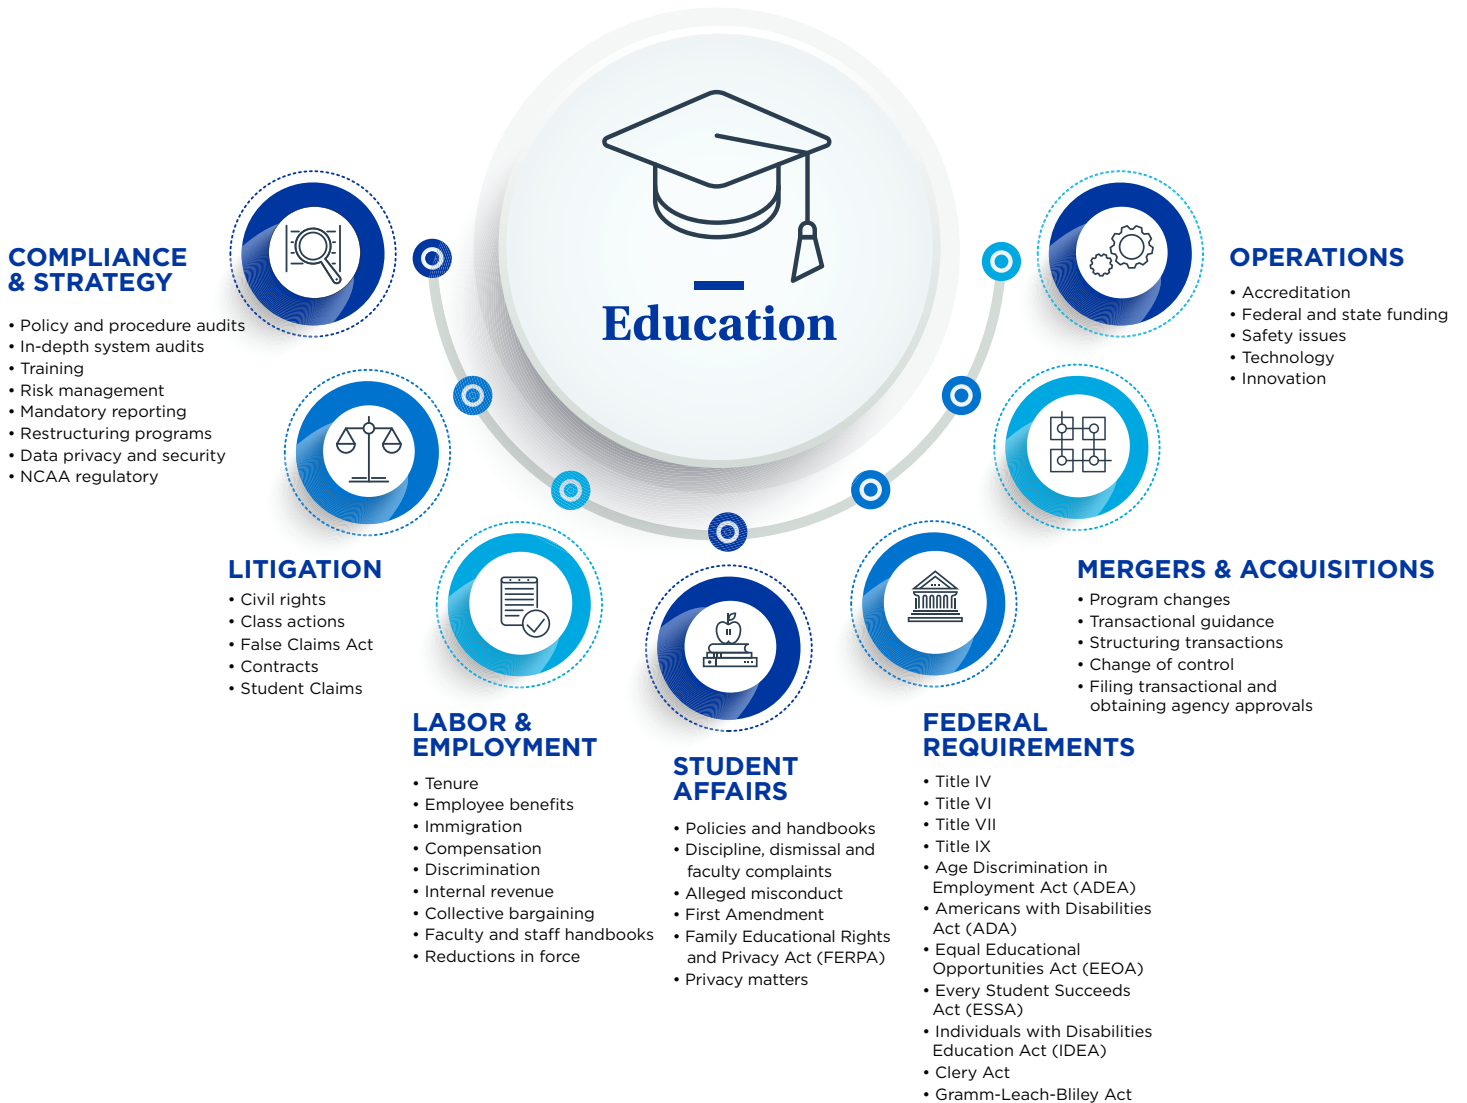 Education
COMPLIANCE
& STRATEGY
• Policy and procedure audits
• In-depth system audits
• Training
• Risk management
• Mandatory reporting
• Restructuring programs
• Data privacy and security
• NCAA regulatory
LITIGATION
• Civil rights
• Class actions
• False Claims Act
• Contracts
• Student Claims
LABOR &
EMPLOYMENT
• Tenure
• Employee benefits
• Immigration
• Compensation
• Discrimination
• Internal revenue
• Collective bargaining
• Faculty and staff handbooks
• Reductions in force
STUDENT
AFFAIRS
• Policies and handbooks
• Discipline, dismissal and
faculty complaints
• Alleged misconduct
• First Amendment
• Family Educational Rights
and Privacy Act (FERPA)
• Privacy matters
FEDERAL
REQUIREMENTS
• Title IV
• Title VI
• Title VII
• Title IX
• Age Discrimination in
Employment Act (ADEA)
• Americans with Disabilities
Act (ADA)
• Equal Educational
Opportunities Act (EEOA)
• Every Student Succeeds
Act (ESSA)
• Individuals with Disabilities
Education Act (IDEA)
• Clery Act
• Gramm-Leach-Bliley Act
MERGERS & ACQUISITIONS
• Program changes
• Transactional guidance
• Structuring transactions
• Change of control
• Filing transactional and
obtaining agency approvals
OPERATIONS
• Accreditation
• Federal and state funding
• Safety issues
• Technology
• Innovation